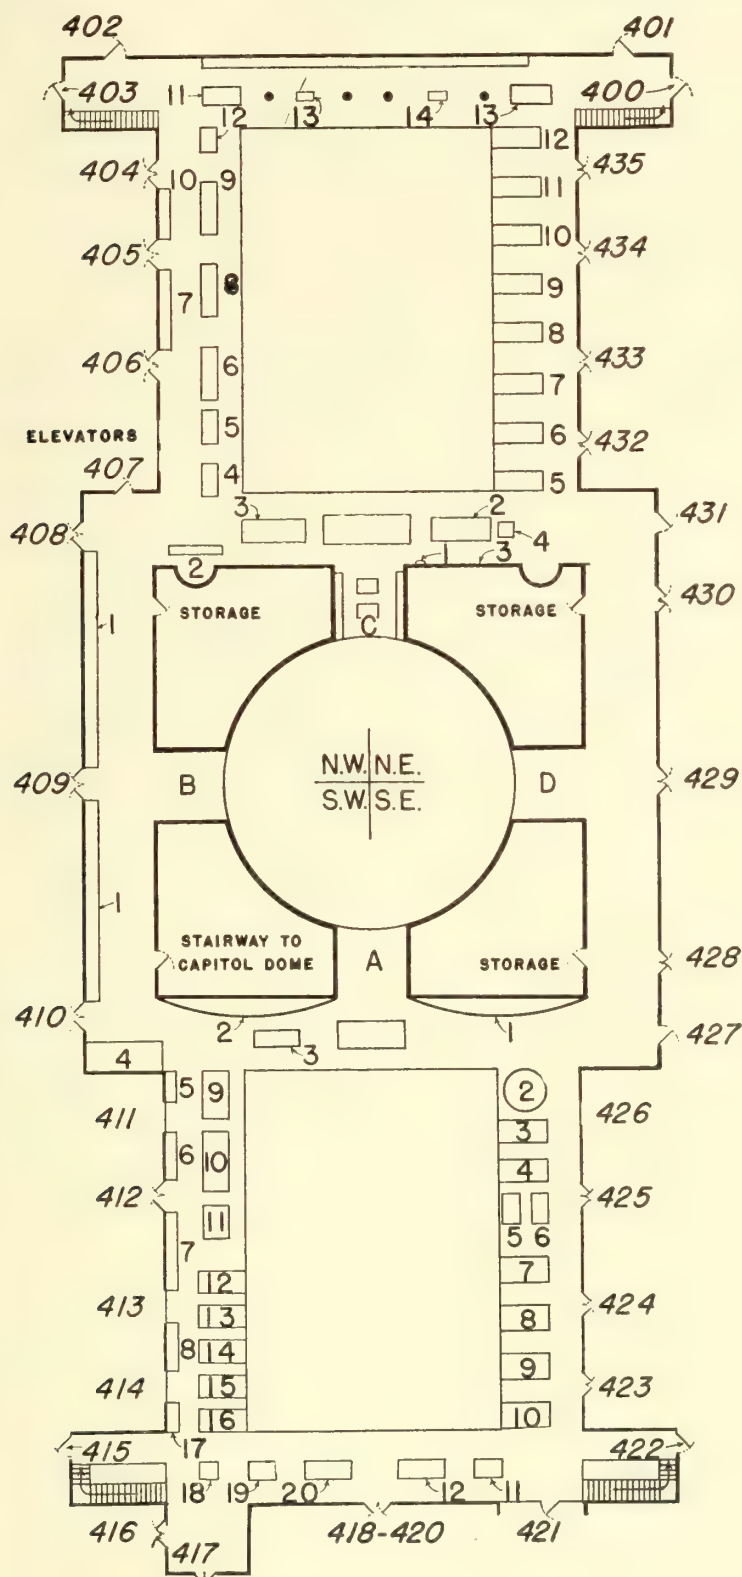 402 401
403 400
11 13 14 13
12 12
404 10 9 11 435
405 10 434
7 8 9
8
406 6 7 433
ELEVATORS 5 6 432
407 4 5
3 2
408 4 431
2 1 3
STORAGE STORAGE 430
1 C
N.W. N.E.
409 B D 429
S.W. S.E.
1
STAIRWAY TO
CAPITOL DOME A STORAGE 428
410 2 1 427
3
4
5 9 2
411 3 426
6 10 4
412 425
11 5 6
7 12 7
413 13 8 424
8 14
414 15 9 423
16 10
415 17 422
18 19 20 12 11
416 418-420 421
417